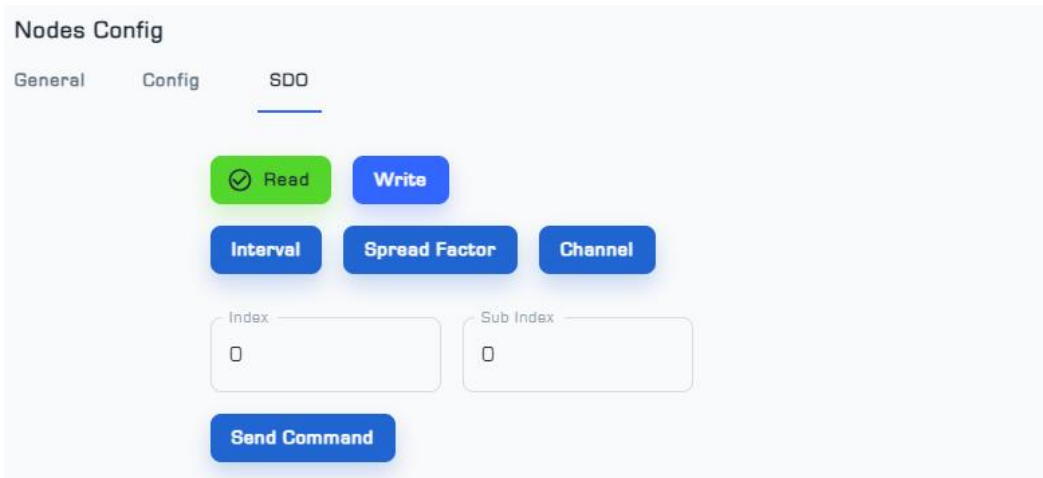 Nodes Config
General Config SDO
Read Write
Interval Spread Factor Channel
Index Sub Index
0 0
Send Command